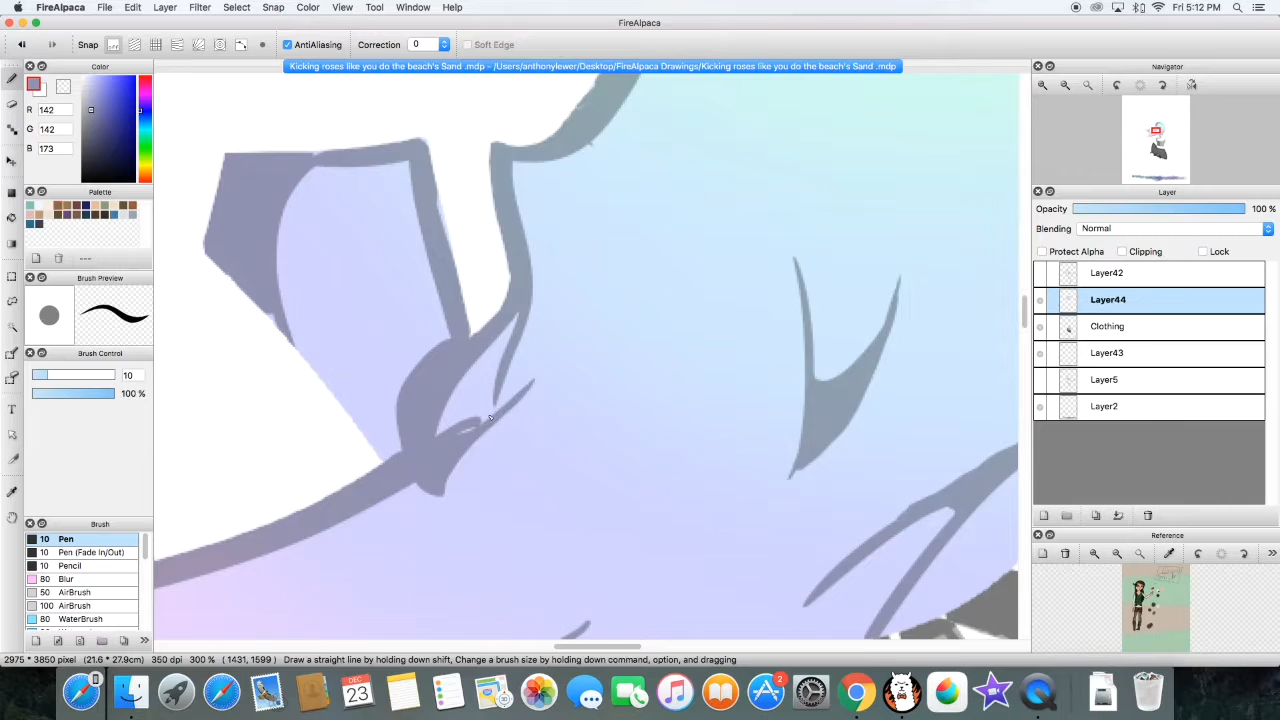 FireAlpaca File Edit Layer Filter Select Snap Color View Tool Window Help Fri 5:12 PM
FireAlpaca
Snap AntiAliasing Correction 0 Soft Edge
Kicking roses like you do the beach's Sand .mdp - /Users/anthonylewer/Desktop/FireAlpaca Drawings/Kicking roses like you do the beach's Sand .mdp
Color
R 142
G 142
B 173
Palette
---
Brush Preview
Brush Control
10
100 %
Brush
10 Pen
10 Pen (Fade In/Out)
10 Pencil
80 Blur
50 AirBrush
100 AirBrush
80 WaterBrush
Navigator
Layer
Opacity 100 %
Blending Normal
Protect Alpha Clipping Lock
Layer42
Layer44
Clothing
Layer43
Layer5
Layer2
Reference
2975 * 3850 pixel (21.6 * 27.9cm) 350 dpi 300 % ( 1431, 1599 ) Draw a straight line by holding down shift, Change a brush size by holding down command, option, and dragging
DEC
23
2